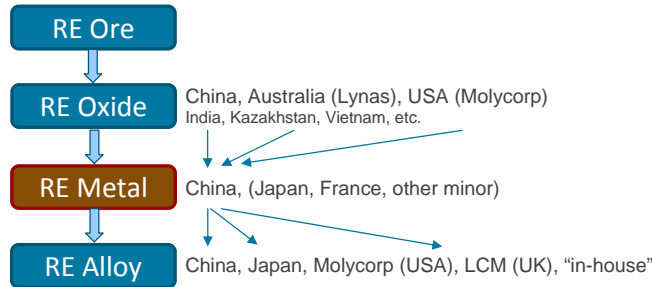 RE Ore
RE Oxide
China, Australia (Lynas), USA (Molycorp)
India, Kazakhstan, Vietnam, etc.
RE Metal
China, (Japan, France, other minor)
RE Alloy
China, Japan, Molycorp (USA), LCM (UK), “in-house”